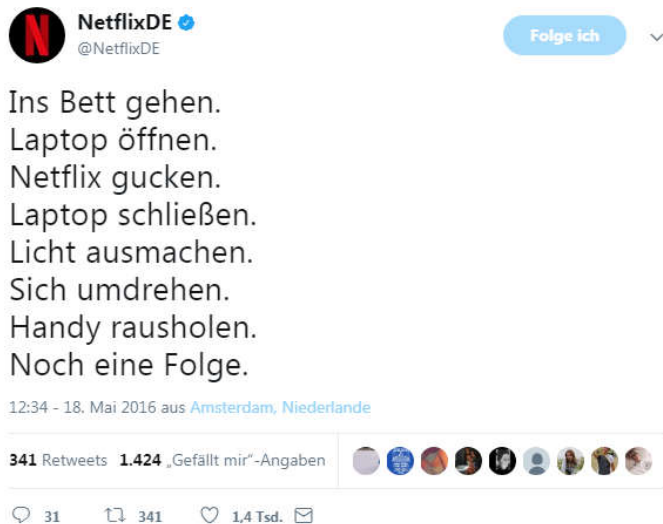 NetflixDE
@NetflixDE
Folge ich
Ins Bett gehen.
Laptop öffnen.
Netflix gucken.
Laptop schließen.
Licht ausmachen.
Sich umdrehen.
Handy rausholen.
Noch eine Folge.
12:34 - 18. Mai 2016 aus Amsterdam, Niederlande
341 Retweets 1.424 „Gefällt mir“-Angaben
31 341 1,4 Tsd.